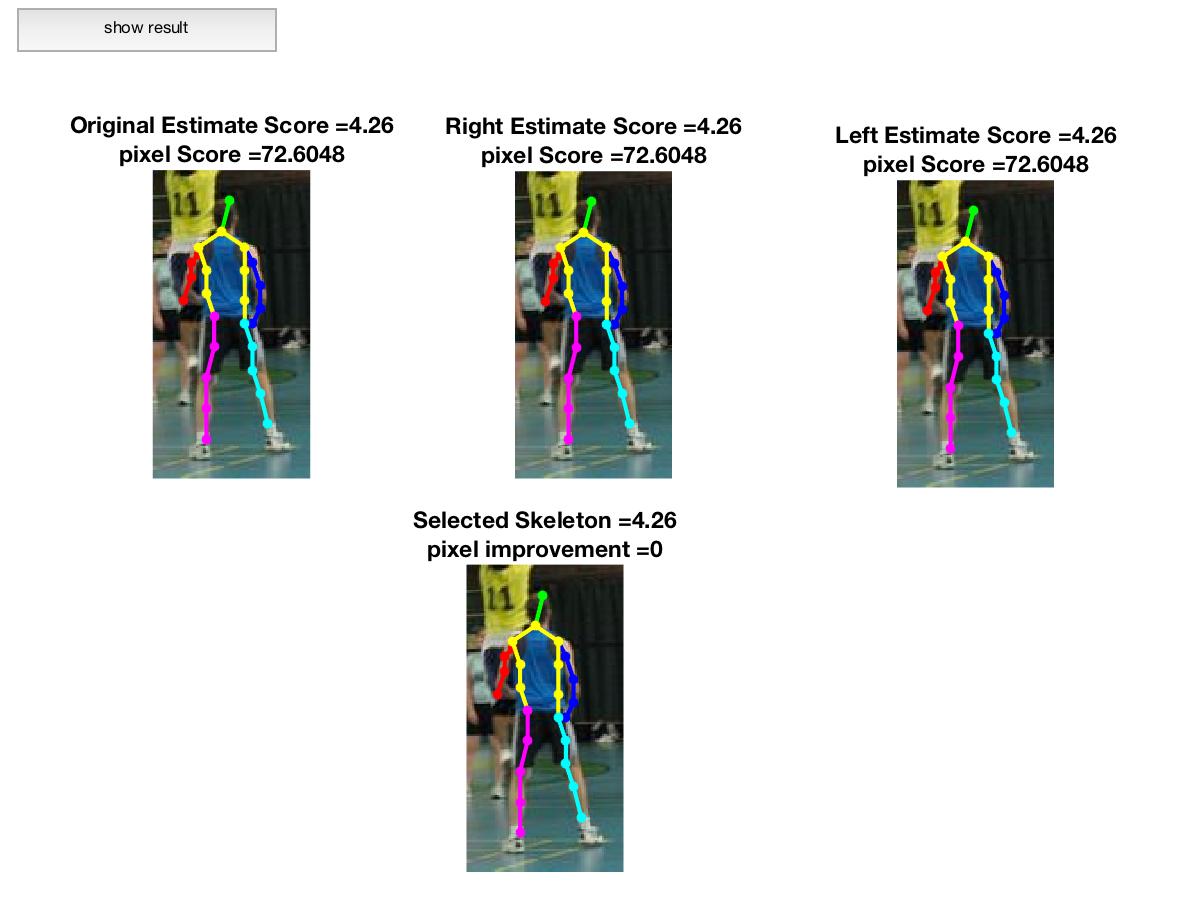 show result
Original Estimate Score =4.26
pixel Score =72.6048
Right Estimate Score =4.26
pixel Score =72.6048
Left Estimate Score =4.26
pixel Score =72.6048
11
11
11
Selected Skeleton =4.26
pixel improvement =0
11